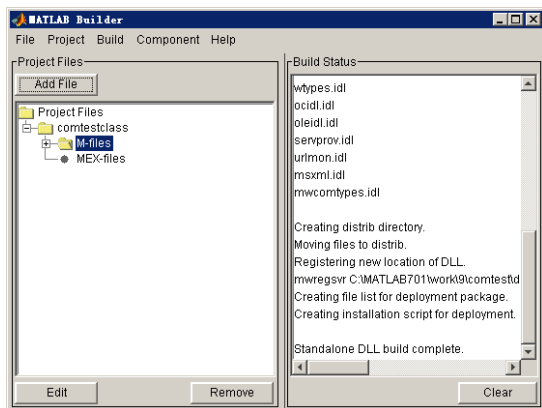 MATLAB Builder
File Project Build Component Help
Project Files
Add File
Project Files
comtestclass
M-files
MEX-files
Edit
Remove
Build Status
wtypes.idl
ocidl.idl
oleidl.idl
servprov.idl
urlmon.idl
msxml.idl
mwcomtypes.idl
Creating distrib directory.
Moving files to distrib.
Registering new location of DLL.
mwregsvr C:\MATLAB701\work\9\comtest\d
Creating file list for deployment package.
Creating installation script for deployment.
Standalone DLL build complete.
Clear